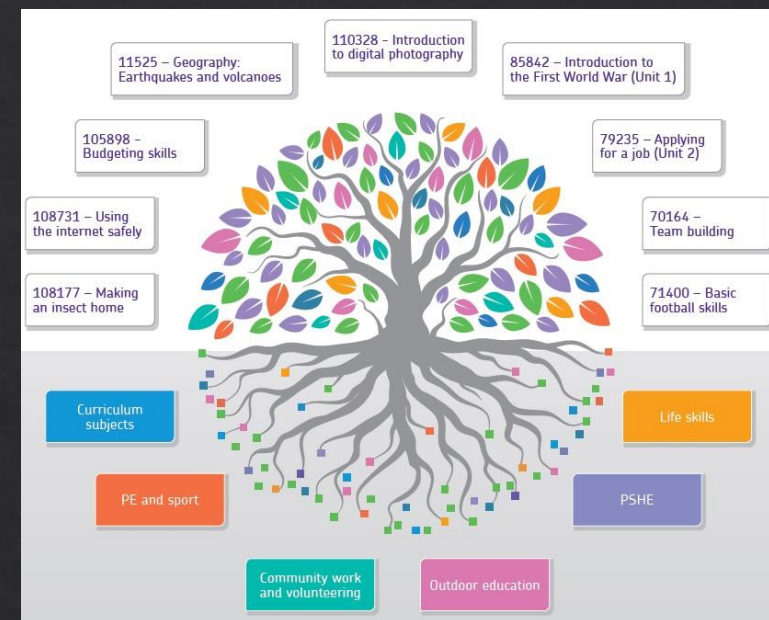 110328 – Introduction
to digital photography
11525 – Geography:
Earthquakes and volcanoes
85842 – Introduction to
the First World War (Unit 1)
105898 -
Budgeting skills
79235 – Applying
for a job (Unit 2)
108731 – Using
the internet safely
70164 –
Team building
108177 – Making
an insect home
71400 – Basic
football skills
Curriculum
subjects
Life skills
PE and sport
PSHE
Community work
and volunteering
Outdoor education